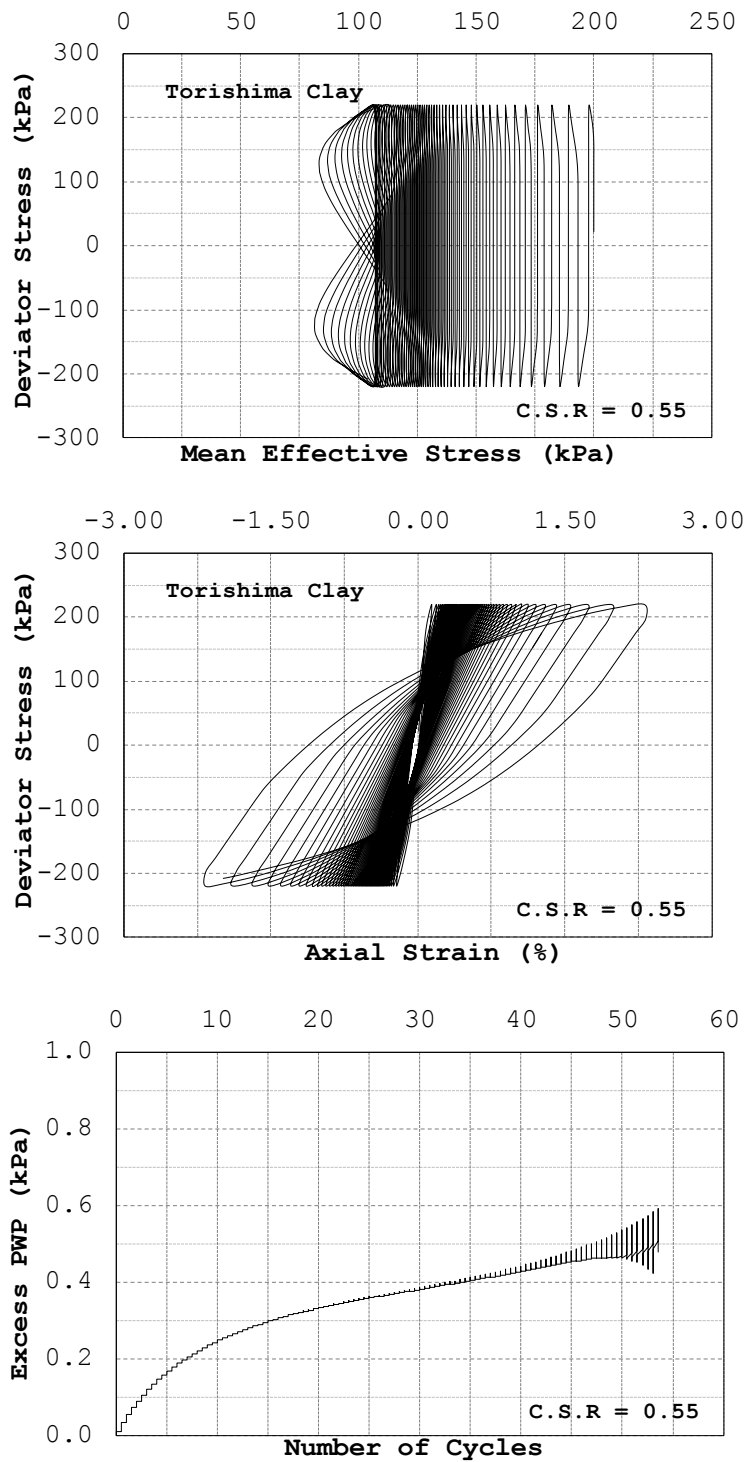 0 50 100 150 200 250
300
200
100
0
-100
-200
-300
Deviator Stress (kPa)
Torishima Clay
C.S.R = 0.55
Mean Effective Stress (kPa)
-3.00 -1.50 0.00 1.50 3.00
300
200
100
0
-100
-200
-300
Deviator Stress (kPa)
Torishima Clay
C.S.R = 0.55
Axial Strain (%)
0 10 20 30 40 50 60
1.0
0.8
0.6
0.4
0.2
0.0
Excess PWP (kPa)
C.S.R = 0.55
Number of Cycles